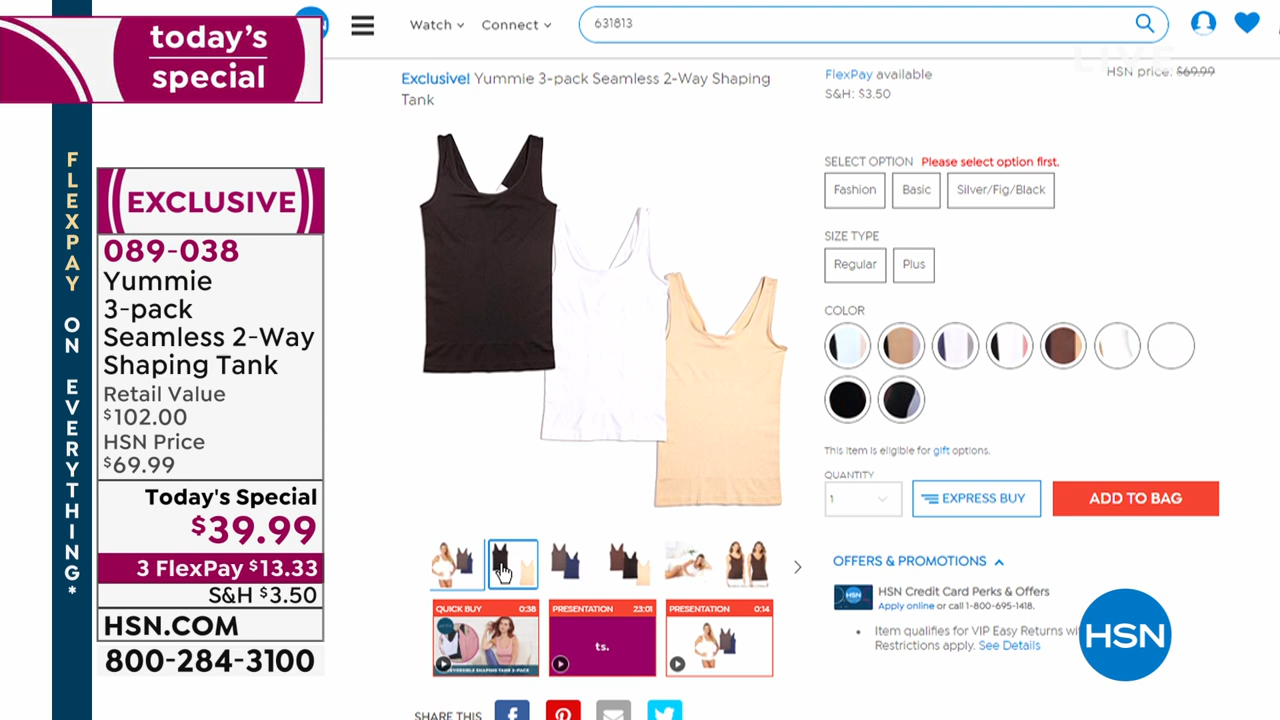 today's
special
FLEXPAY ON EVERYTHING*
EXCLUSIVE
089-038
Yummie
3-pack
Seamless 2-Way
Shaping Tank
Retail Value
$102.00
HSN Price
$69.99
Today's Special
$39.99
3 FlexPay $13.33
S&H $3.50
HSN.COM
800-284-3100
Watch
Connect
631813
LIVE
Exclusive! Yummie 3-pack Seamless 2-Way Shaping
Tank
FlexPay available
S&H: $3.50
HSN price: $69.99
SELECT OPTION Please select option first.
Fashion
Basic
Silver/Fig/Black
SIZE TYPE
Regular
Plus
COLOR
This item is eligible for gift options.
QUANTITY
1
EXPRESS BUY
ADD TO BAG
QUICK BUY 0:38
PRESENTATION 23:01
ts.
PRESENTATION 0:14
OFFERS & PROMOTIONS
HSN
HSN Credit Card Perks & Offers
Apply online or call 1-800-695-1418.
Item qualifies for VIP Easy Returns
Restrictions apply. See Details
HSN
SHARE THIS